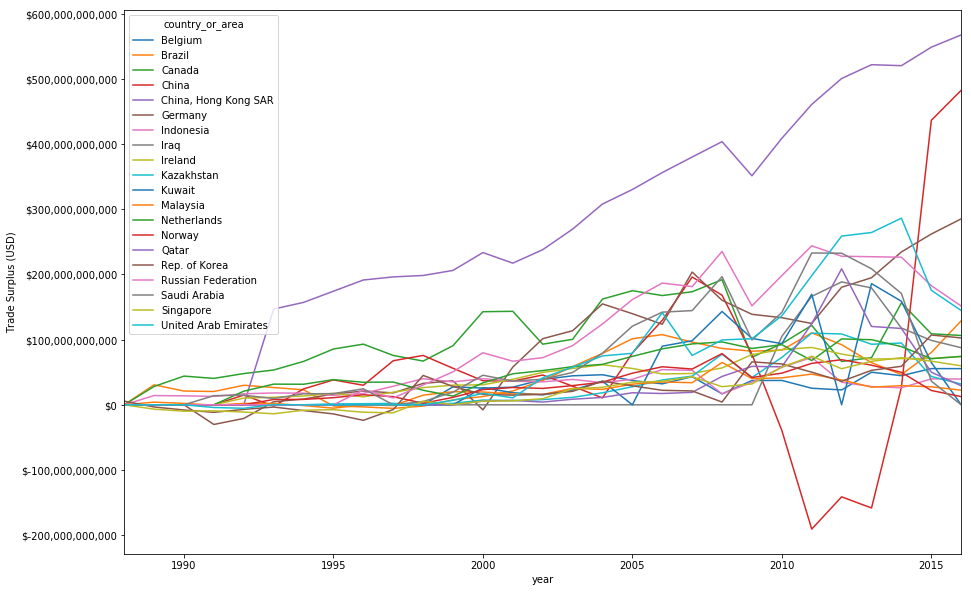 $600,000,000,000
$500,000,000,000
$400,000,000,000
$300,000,000,000
$200,000,000,000
$100,000,000,000
$0
$-100,000,000,000
$-200,000,000,000
Trade Surplus (USD)
country_or_area
Belgium
Brazil
Canada
China
China, Hong Kong SAR
Germany
Indonesia
Iraq
Ireland
Kazakhstan
Kuwait
Malaysia
Netherlands
Norway
Qatar
Rep. of Korea
Russian Federation
Saudi Arabia
Singapore
United Arab Emirates
1990 1995 2000 2005 2010 2015
year